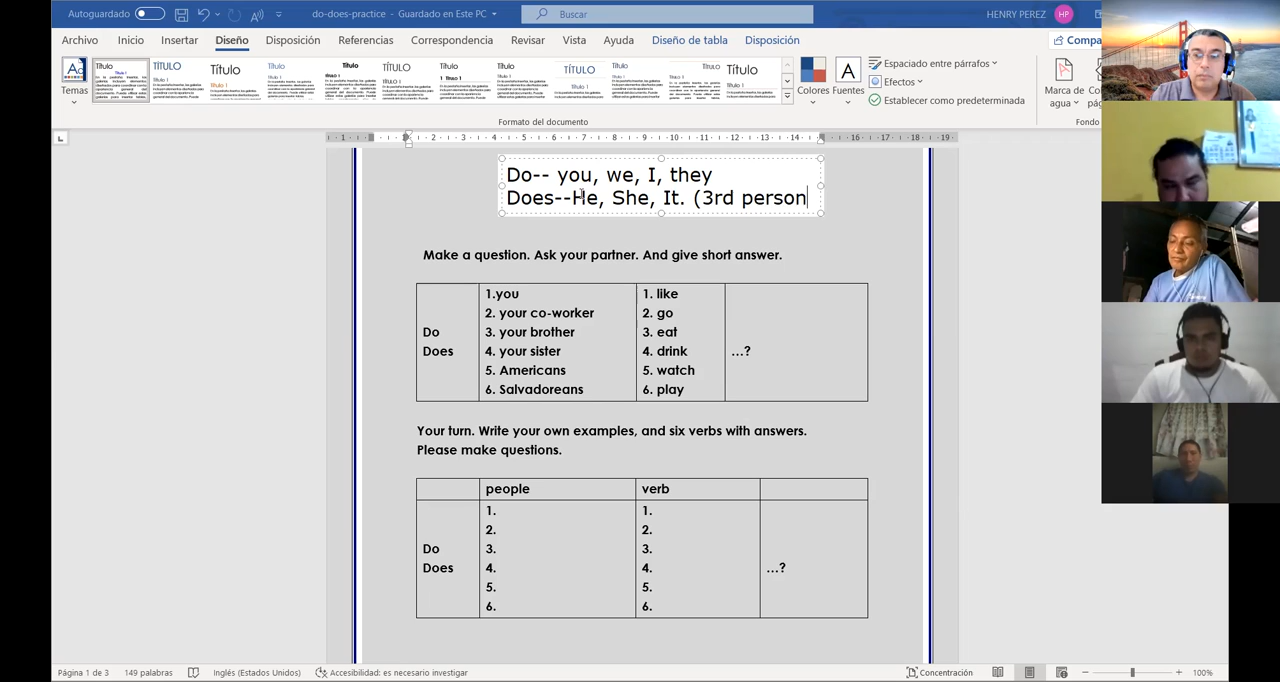 Autoguardado
do-does-practice - Guardado en Este PC
Buscar
HENRY PEREZ HP
Archivo Inicio Insertar Diseño Disposición Referencias Correspondencia Revisar Vista Ayuda Diseño de tabla Disposición Compa
Temas
Colores
Fuentes
Espaciado entre párrafos
Efectos
Establecer como predeterminada
Marca de agua
Formato del documento
Fondo
Do-- you, we, I, they
Does--He, She, It. (3rd person
Make a question. Ask your partner. And give short answer.
Do
Does
1.you
2. your co-worker
3. your brother
4. your sister
5. Americans
6. Salvadoreans
1. like
2. go
3. eat
4. drink
5. watch
6. play
...?
Your turn. Write your own examples, and six verbs with answers.
Please make questions.
people verb
Do
Does
1.
2.
3.
4.
5.
6.
1.
2.
3.
4.
5.
6.
...?
Página 1 de 3 149 palabras Inglés (Estados Unidos) Accesibilidad: es necesario investigar Concentración 100%